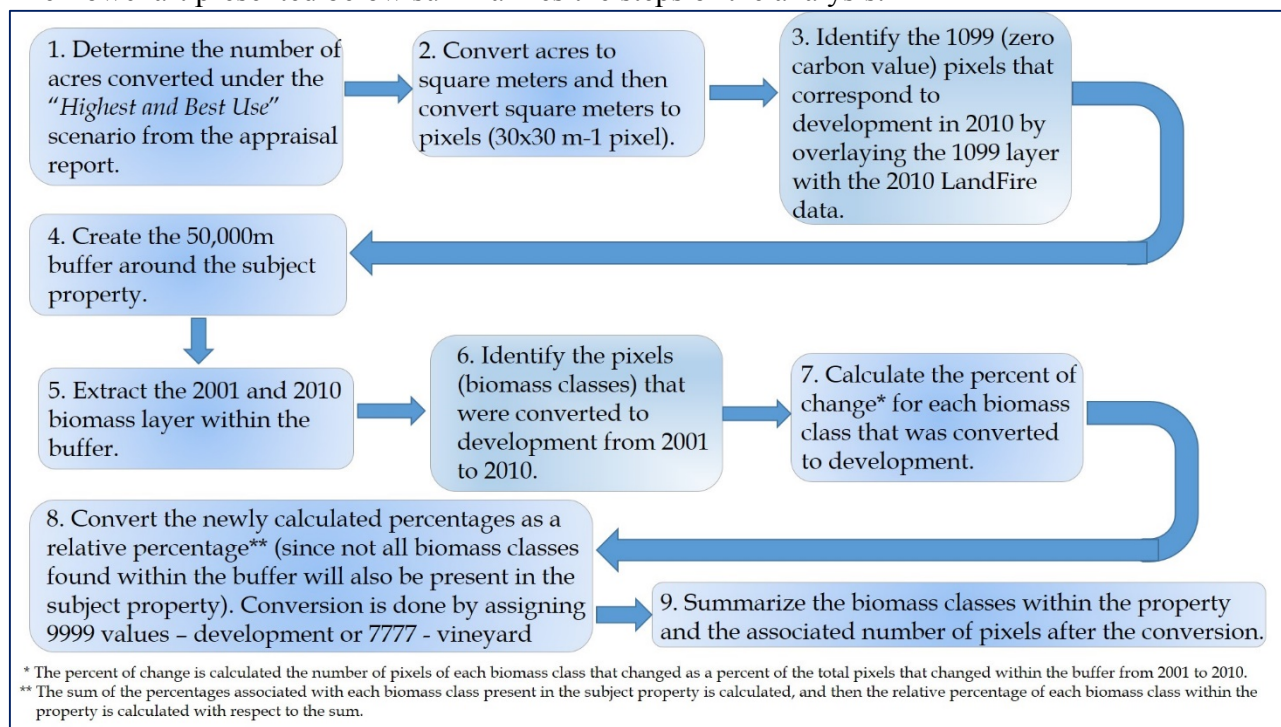 1. Determine the number of
acres converted under the
"Highest and Best Use"
scenario from the appraisal
report.
2. Convert acres to
square meters and then
convert square meters to
pixels (30x30 m-1 pixel).
3. Identify the 1099 (zero
carbon value) pixels that
correspond to
development in 2010 by
overlaying the 1099 layer
with the 2010 LandFire
data.
4. Create the 50,000m
buffer around the subject
property.
5. Extract the 2001 and 2010
biomass layer within the
buffer.
6. Identify the pixels
(biomass classes) that
were converted to
development from 2001
to 2010.
7. Calculate the percent of
change* for each biomass
class that was converted
to development.
8. Convert the newly calculated percentages as a
relative percentage** (since not all biomass classes
found within the buffer will also be present in the
subject property). Conversion is done by assigning
9999 values – development or 7777 - vineyard
9. Summarize the biomass classes within the property
and the associated number of pixels after the conversion.
* The percent of change is calculated the number of pixels of each biomass class that changed as a percent of the total pixels that changed within the buffer from 2001 to 2010.
** The sum of the percentages associated with each biomass class present in the subject property is calculated, and then the relative percentage of each biomass class within the
property is calculated with respect to the sum.